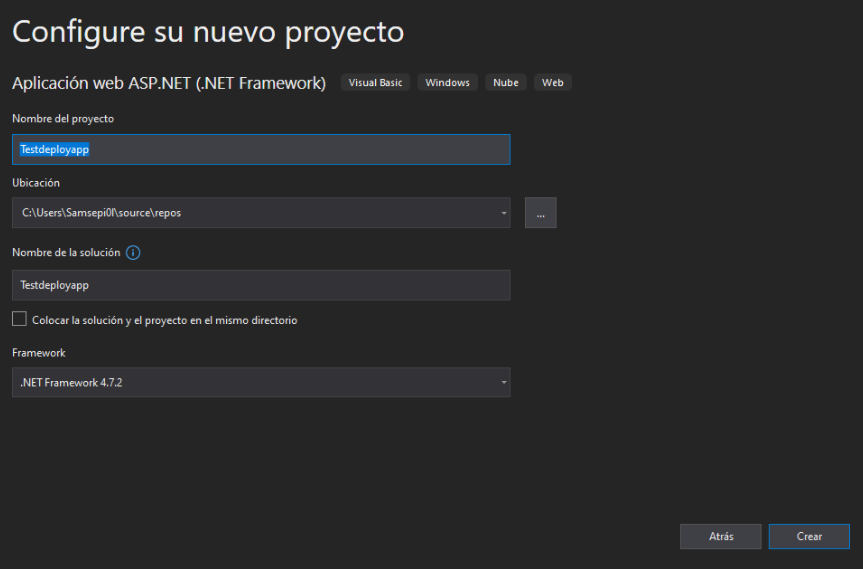 Configure su nuevo proyecto
Aplicación web ASP.NET (.NET Framework) Visual Basic Windows Nube Web
Nombre del proyecto
Testdeployapp
Ubicación
C:\Users\Samsepi0l\source\repos
...
Nombre de la solución
Testdeployapp
Colocar la solución y el proyecto en el mismo directorio
Framework
.NET Framework 4.7.2
Atrás Crear